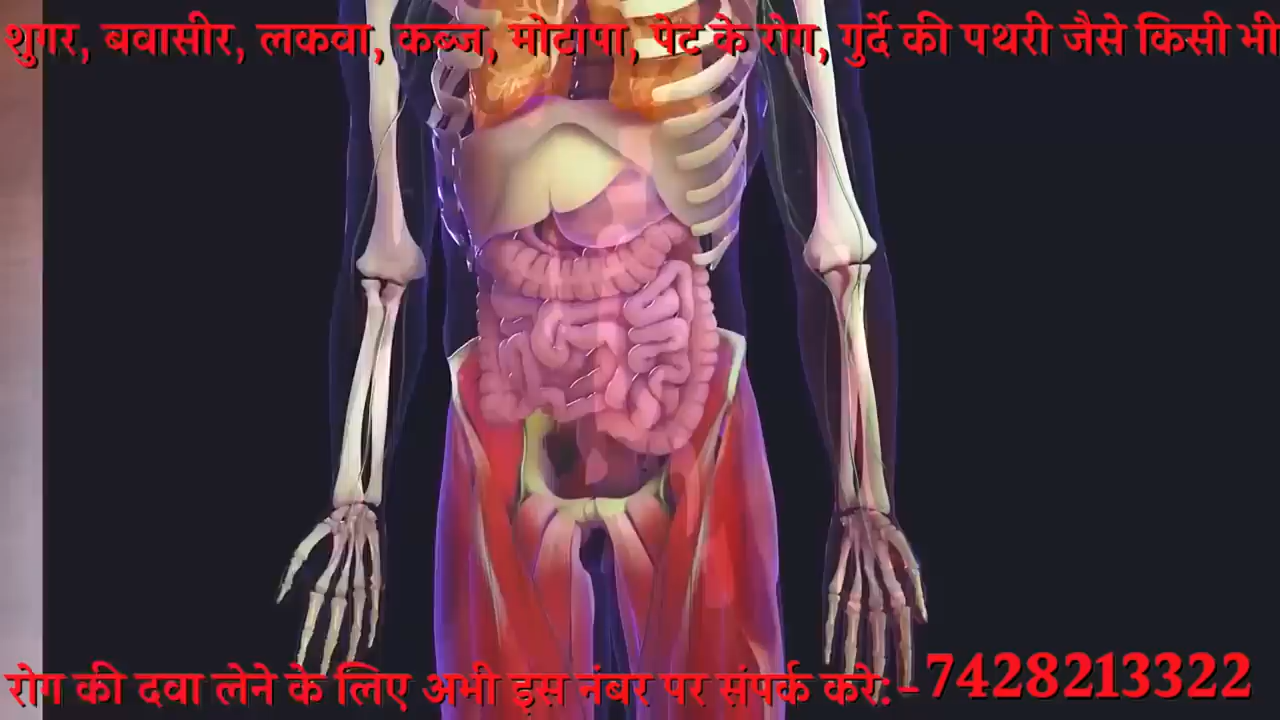 शुगर, बवासीर, लकवा, कब्ज, मोटापा, पेट के रोग, गुर्दे की पथरी जैसे किसी भी
रोग की दवा लेने के लिए अभी इस नंबर पर संपर्क करे:-7428213322